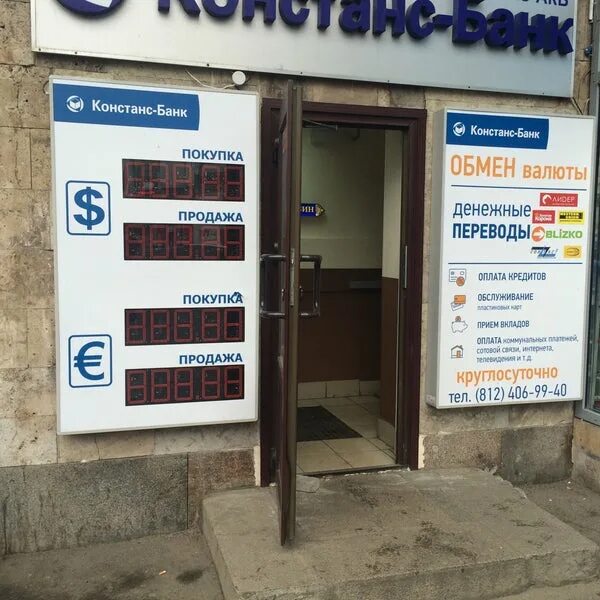 Констанс-Банк
Констанс-Банк
ПОКУПКА
$
ПРОДАЖА
ПОКУПКА
€
ПРОДАЖА
Констанс-Банк
ОБМЕН валюты
денежные
ПЕРЕВОДЫ
ЛИДЕР
BLIZKO
ОПЛАТА КРЕДИТОВ
ОБСЛУЖИВАНИЕ
пластиковых карт
ПРИЕМ ВКЛАДОВ
ОПЛАТА коммунальных платежей,
сотовой связи, интернета,
телевидения и т.д.
круглосуточно
тел. (812) 406-99-40